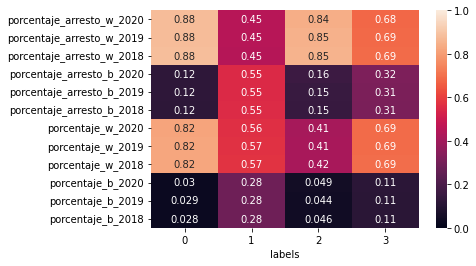 porcentaje_arresto_w_2020 0.88 0.45 0.84 0.68
porcentaje_arresto_w_2019 0.88 0.45 0.85 0.69
porcentaje_arresto_w_2018 0.88 0.45 0.85 0.69
porcentaje_arresto_b_2020 0.12 0.55 0.16 0.32
porcentaje_arresto_b_2019 0.12 0.55 0.15 0.31
porcentaje_arresto_b_2018 0.12 0.55 0.15 0.31
porcentaje_w_2020 0.82 0.56 0.41 0.69
porcentaje_w_2019 0.82 0.57 0.41 0.69
porcentaje_w_2018 0.82 0.57 0.42 0.69
porcentaje_b_2020 0.03 0.28 0.049 0.11
porcentaje_b_2019 0.029 0.28 0.044 0.11
porcentaje_b_2018 0.028 0.28 0.046 0.11
0 1 2 3
labels
1.0
0.8
0.6
0.4
0.2
0.0